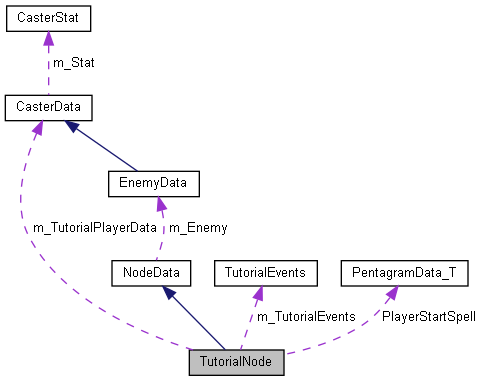 CasterStat
m_Stat
CasterData
EnemyData
m_TutorialPlayerData
m_Enemy
NodeData
TutorialEvents
PentagramData_T
m_TutorialEvents
PlayerStartSpell
TutorialNode